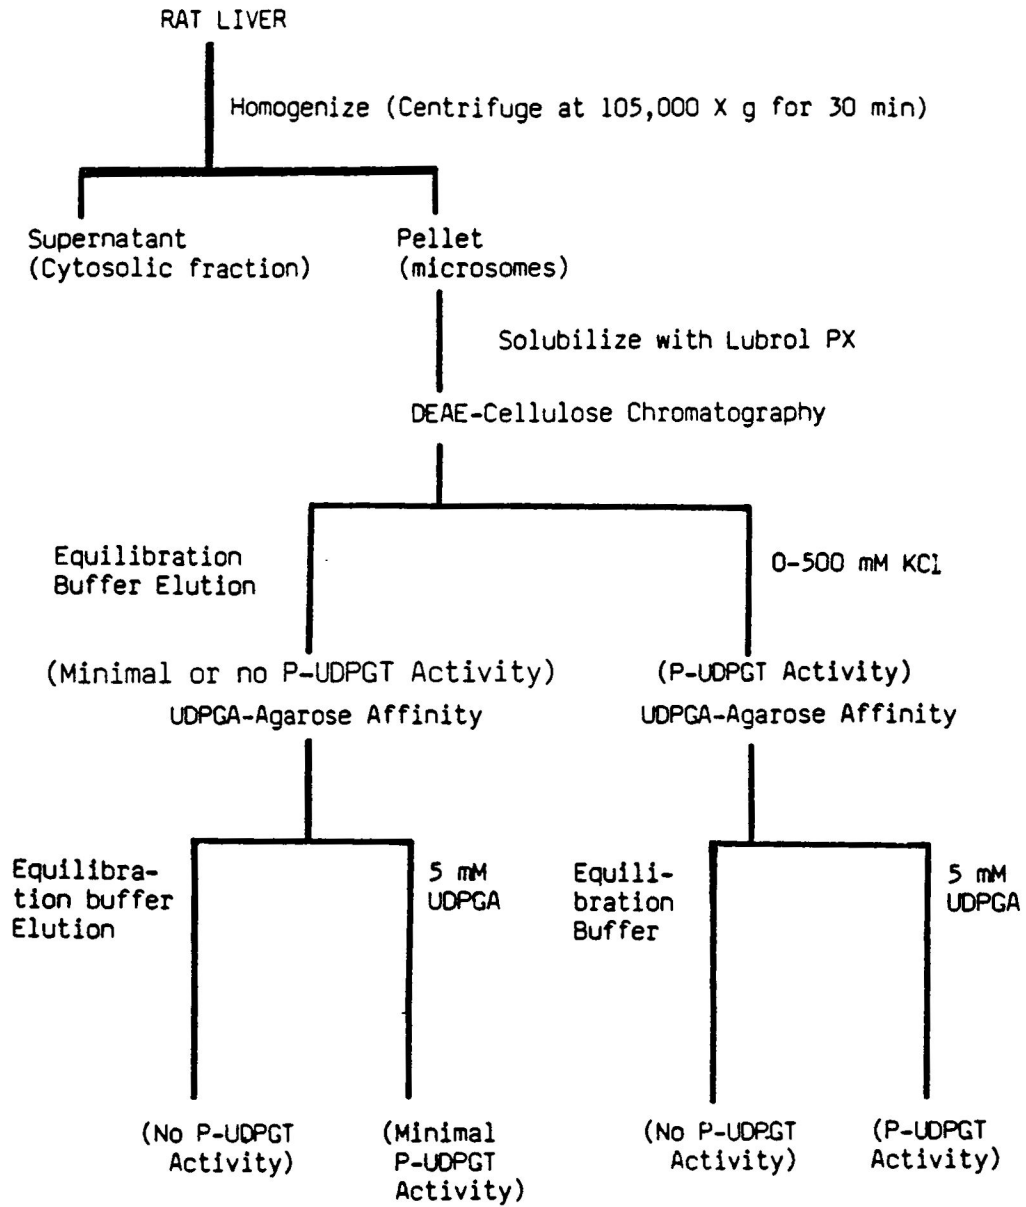 RAT LIVER
Homogenize (Centrifuge at 105,000 X g for 30 min)
Supernatant
(Cytosolic fraction)
Pellet
(microsomes)
Solubilize with Lubrol PX
DEAE-Cellulose Chromatography
Equilibration
Buffer Elution
0-500 mM KCl
(Minimal or no P-UDPGT Activity)
UDPGA-Agarose Affinity
(P-UDPGT Activity)
UDPGA-Agarose Affinity
Equilibra-
tion buffer
Elution
5 mM
UDPGA
Equili-
bration
Buffer
5 mM
UDPGA
(No P-UDPGT
Activity)
(Minimal
P-UDPGT
Activity)
(No P-UDPGT
Activity)
(P-UDPGT
Activity)